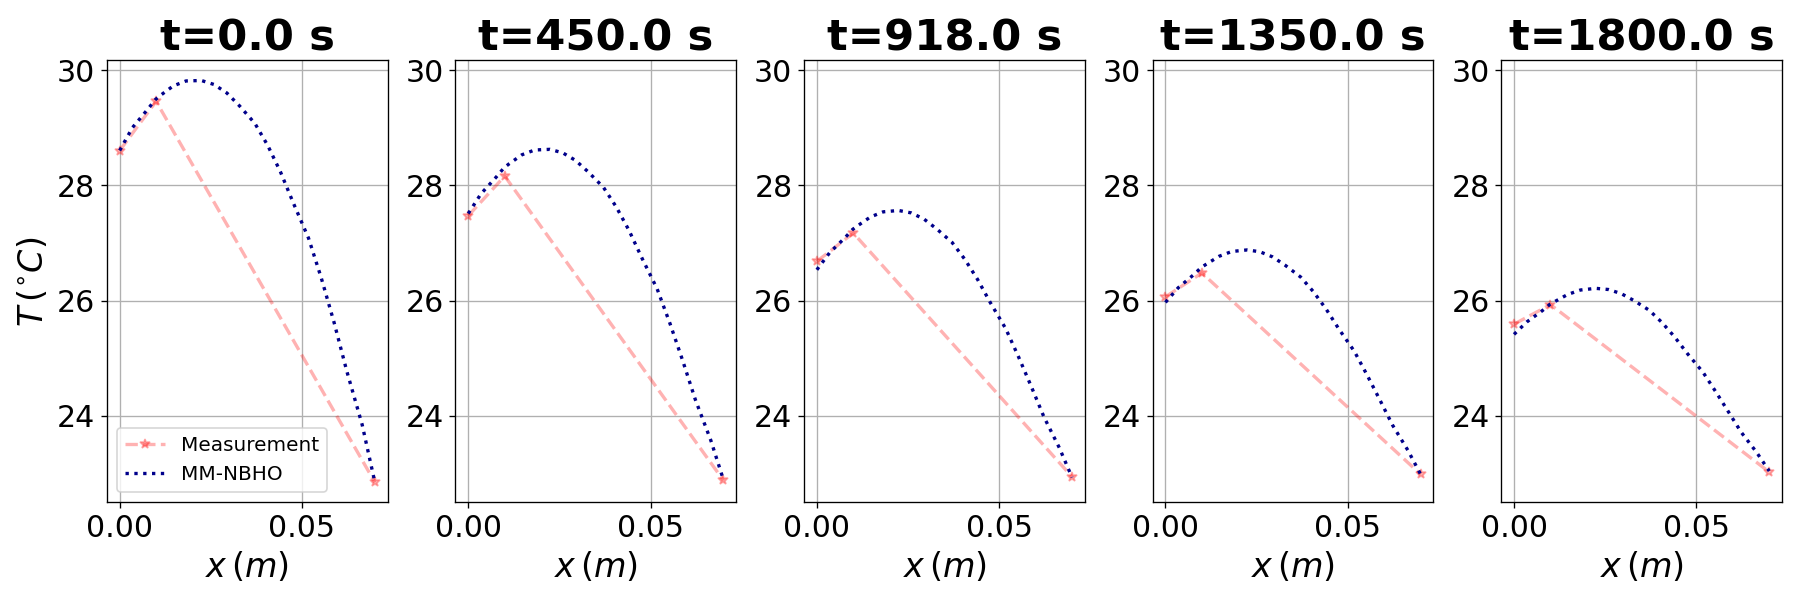 t=0.0 s t=450.0 s t=918.0 s t=1350.0 s t=1800.0 s
30 30 30 30 30
28 28 28 28 28
26 26 26 26 26
24 24 24 24 24
T (°C)
Measurement
MM-NBHO
0.00 0.05 0.00 0.05 0.00 0.05 0.00 0.05 0.00 0.05
x (m) x (m) x (m) x (m) x (m)